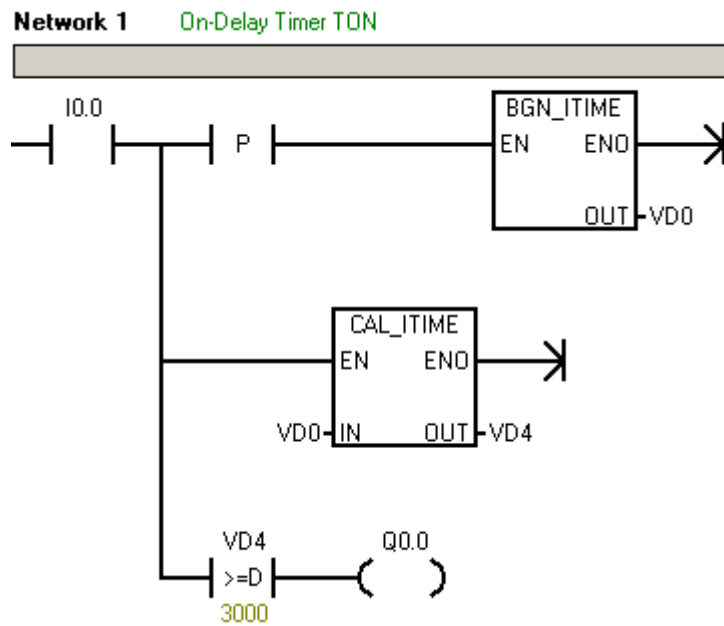 Network 1 On-Delay Timer TON
I0.0
P
BGN_ITIME
EN ENO
OUT VD0
CAL_ITIME
EN ENO
VD0 IN OUT VD4
VD4 Q0.0
>=D
3000